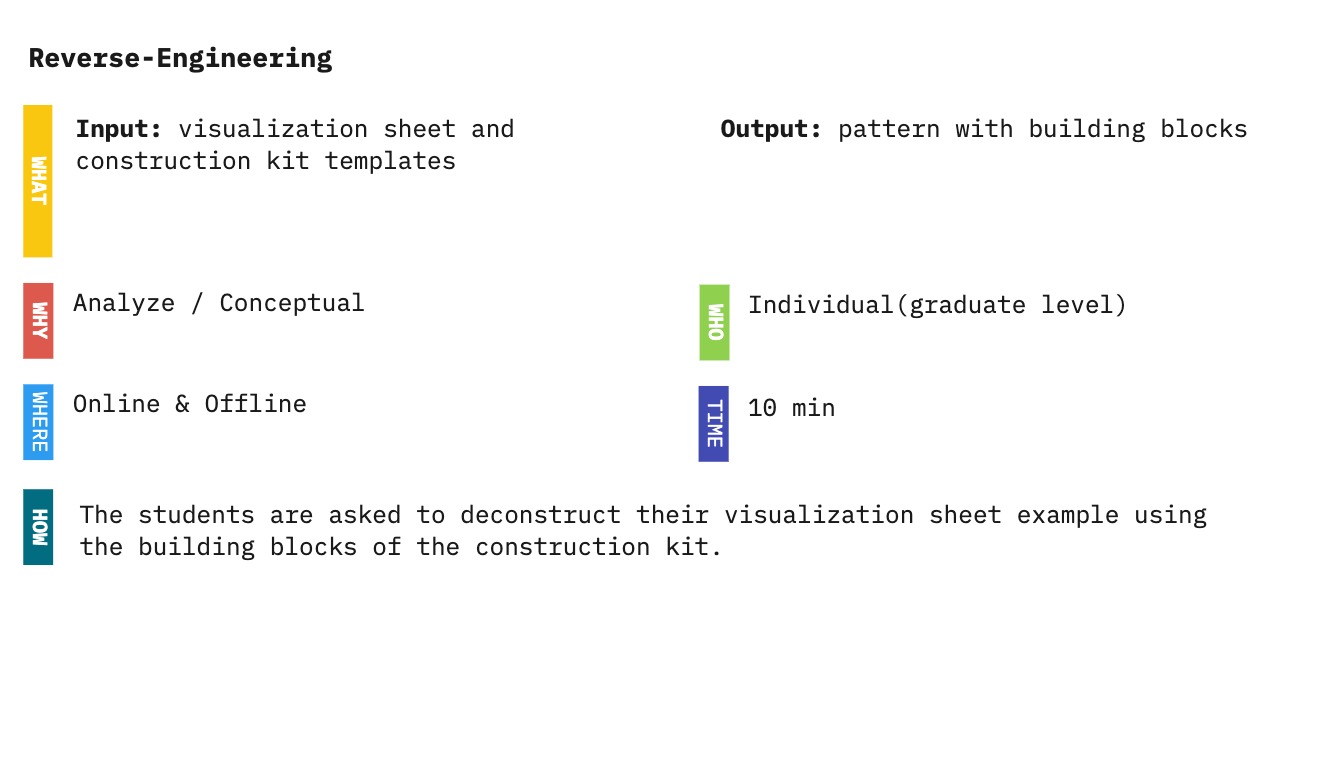 Reverse-Engineering
WHAT
Input: visualization sheet and
construction kit templates
Output: pattern with building blocks
WHY
Analyze / Conceptual
WHO
Individual(graduate level)
WHERE
Online & Offline
TIME
10 min
HOW
The students are asked to deconstruct their visualization sheet example using
the building blocks of the construction kit.